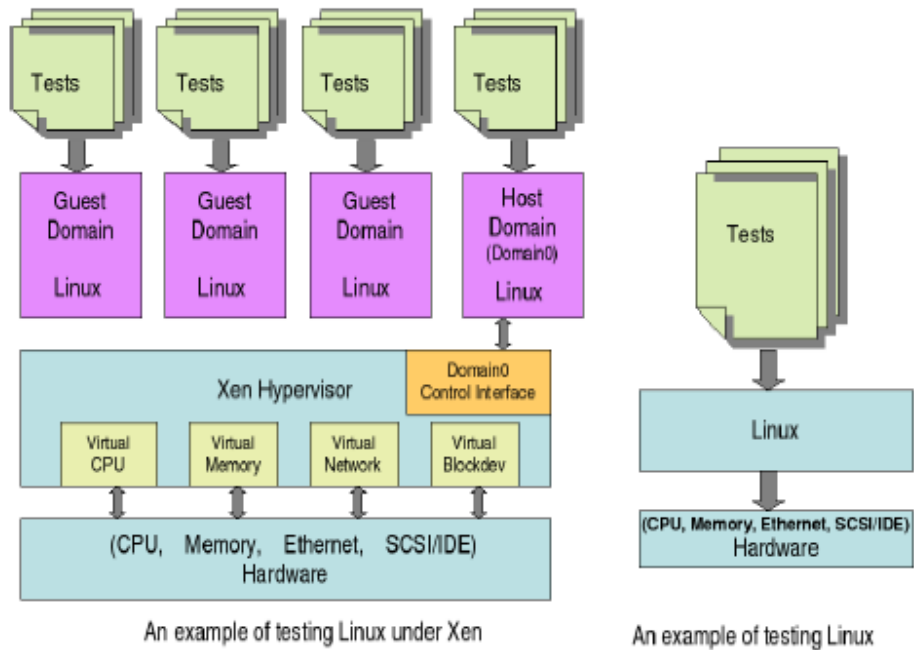 Tests
Tests
Tests
Tests
Guest
Domain
Linux
Guest
Domain
Linux
Guest
Domain
Linux
Host
Domain
(Domain0)
Linux
Xen Hypervisor
Domain0
Control Interface
Virtual
CPU
Virtual
Memory
Virtual
Network
Virtual
Blockdev
(CPU, Memory, Ethernet, SCSI/IDE)
Hardware
An example of testing Linux under Xen
Tests
Linux
(CPU, Memory, Ethernet, SCSI/IDE)
Hardware
An example of testing Linux